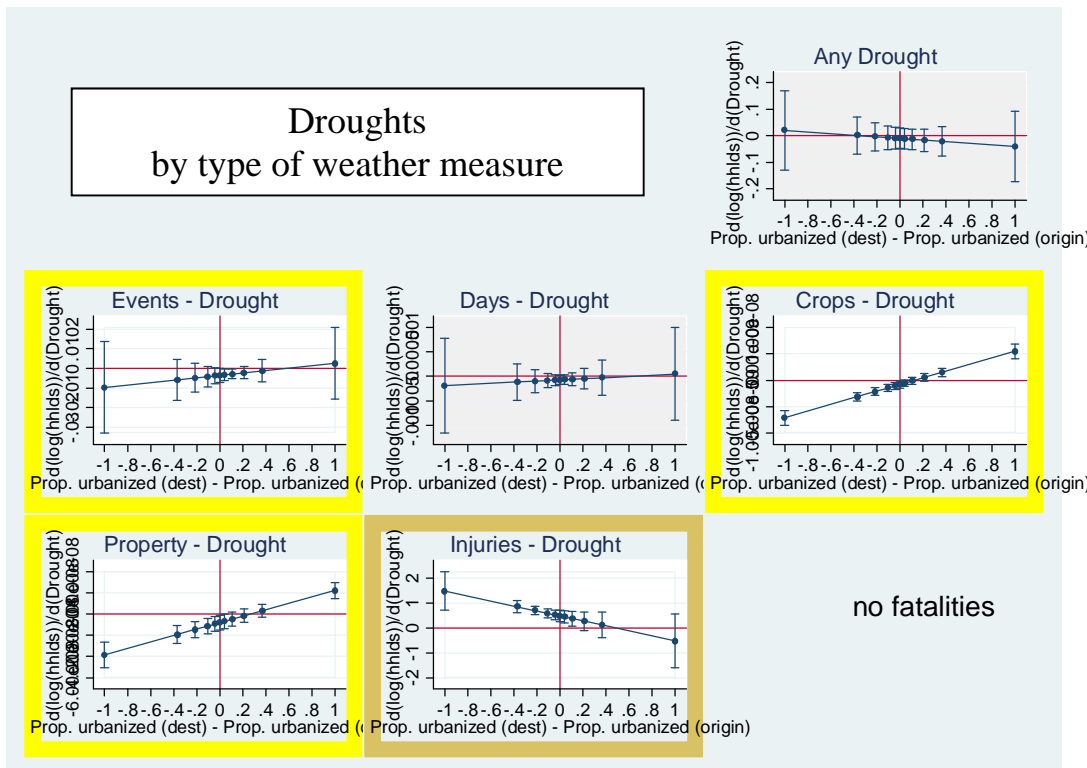 Droughts
by type of weather measure
Any Drought
d(log(hhlds))/d(Drought)
.2
.1
0
-.1
-.2
-1 -.8 -.6 -.4 -.2 0 .2 .4 .6 .8 1
Prop. urbanized (dest) - Prop. urbanized (origin)
Events - Drought
d(log(hhlds))/d(Drought)
-1 -.8 -.6 -.4 -.2 0 .2 .4 .6 .8 1
Prop. urbanized (dest) - Prop. urbanized
Days - Drought
d(log(hhlds))/d(Drought)
-1 -.8 -.6 -.4 -.2 0 .2 .4 .6 .8 1
Prop. urbanized (dest) - Prop. urbanized
Crops - Drought
d(log(hhlds))/d(Drought)
-1 -.8 -.6 -.4 -.2 0 .2 .4 .6 .8 1
Prop. urbanized (dest) - Prop. urbanized (origin)
Property - Drought
d(log(hhlds))/d(Drought)
-1 -.8 -.6 -.4 -.2 0 .2 .4 .6 .8 1
Prop. urbanized (dest) - Prop. urbanized
Injuries - Drought
d(log(hhlds))/d(Drought)
2
1
0
-1
-2
-1 -.8 -.6 -.4 -.2 0 .2 .4 .6 .8 1
Prop. urbanized (dest) - Prop. urbanized (origin)
no fatalities